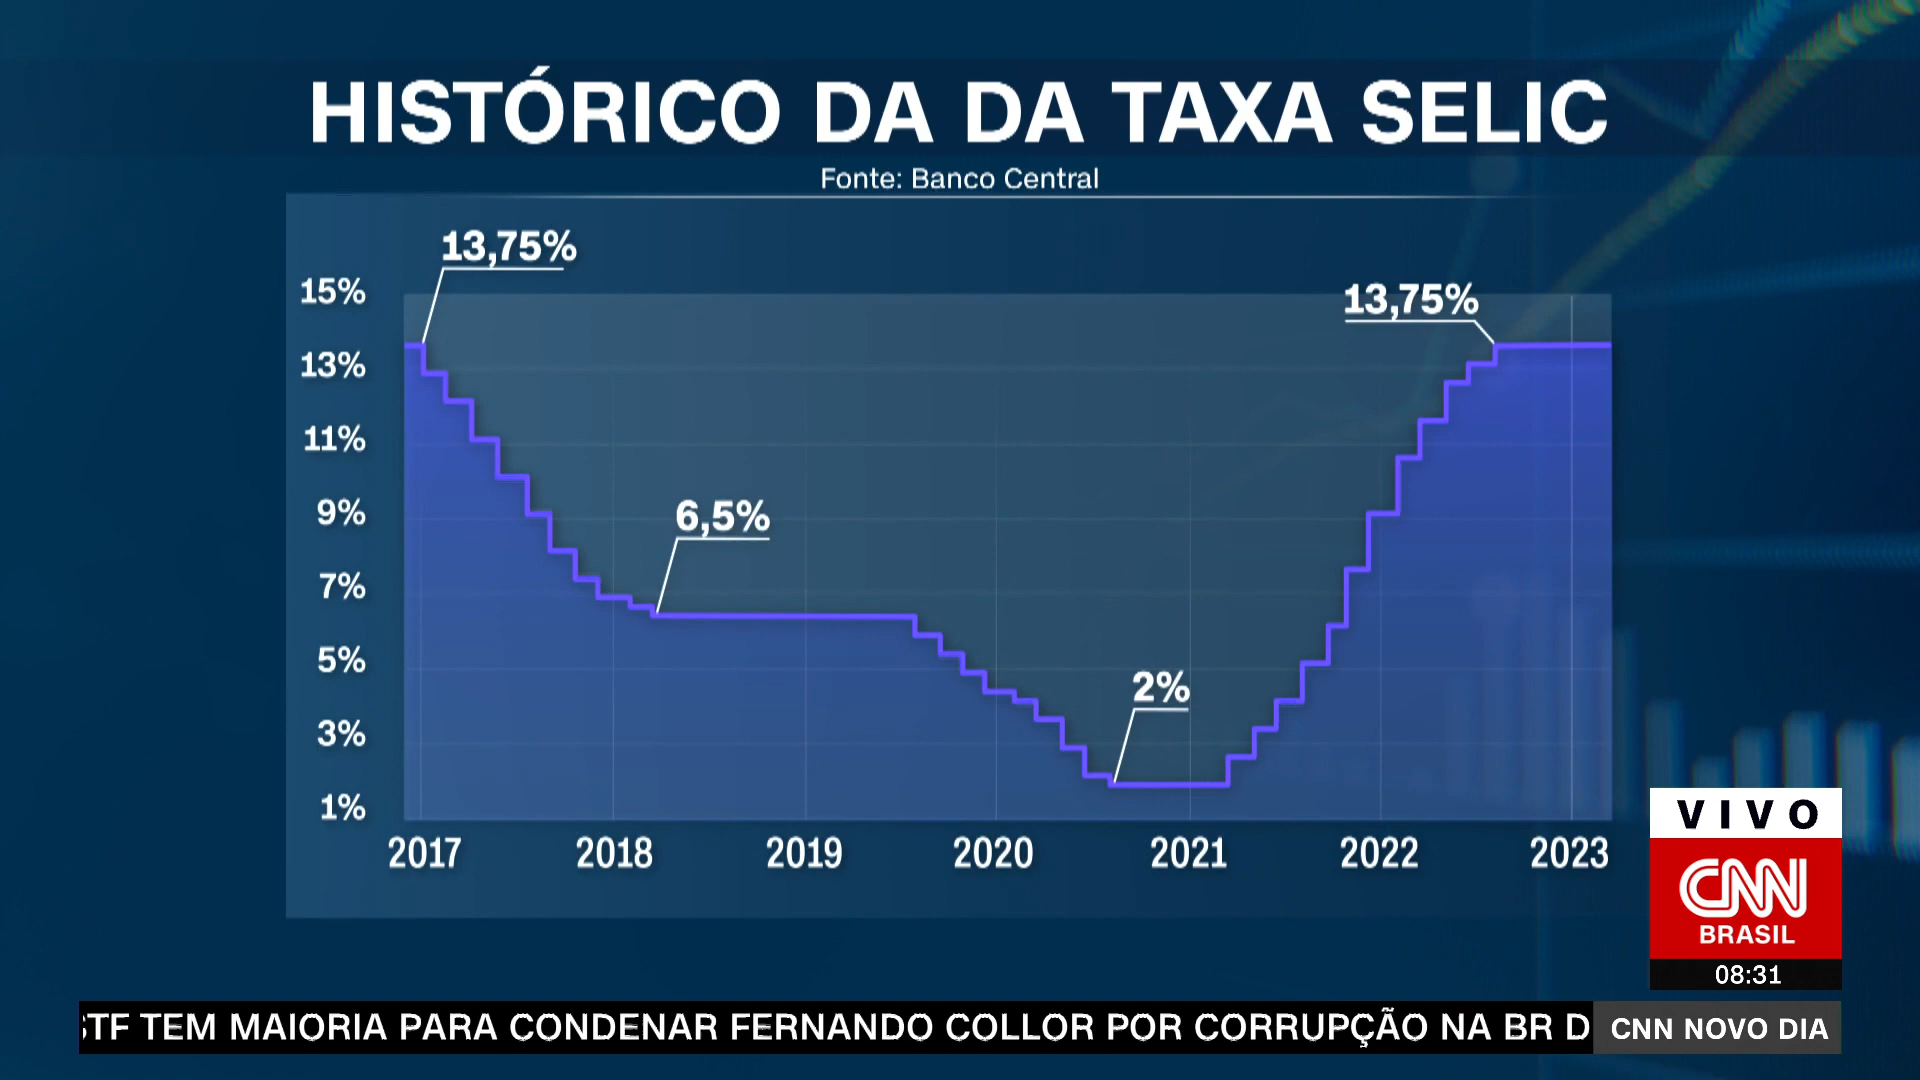 HISTÓRICO DA DA TAXA SELIC
Fonte: Banco Central
13,75%
13,75%
6,5%
2%
15%
13%
11%
9%
7%
5%
3%
1%
2017 2018 2019 2020 2021 2022 2023
VIVO
CNN
BRASIL
08:31
STF TEM MAIORIA PARA CONDENAR FERNANDO COLLOR POR CORRUPÇÃO NA BR D
CNN NOVO DIA